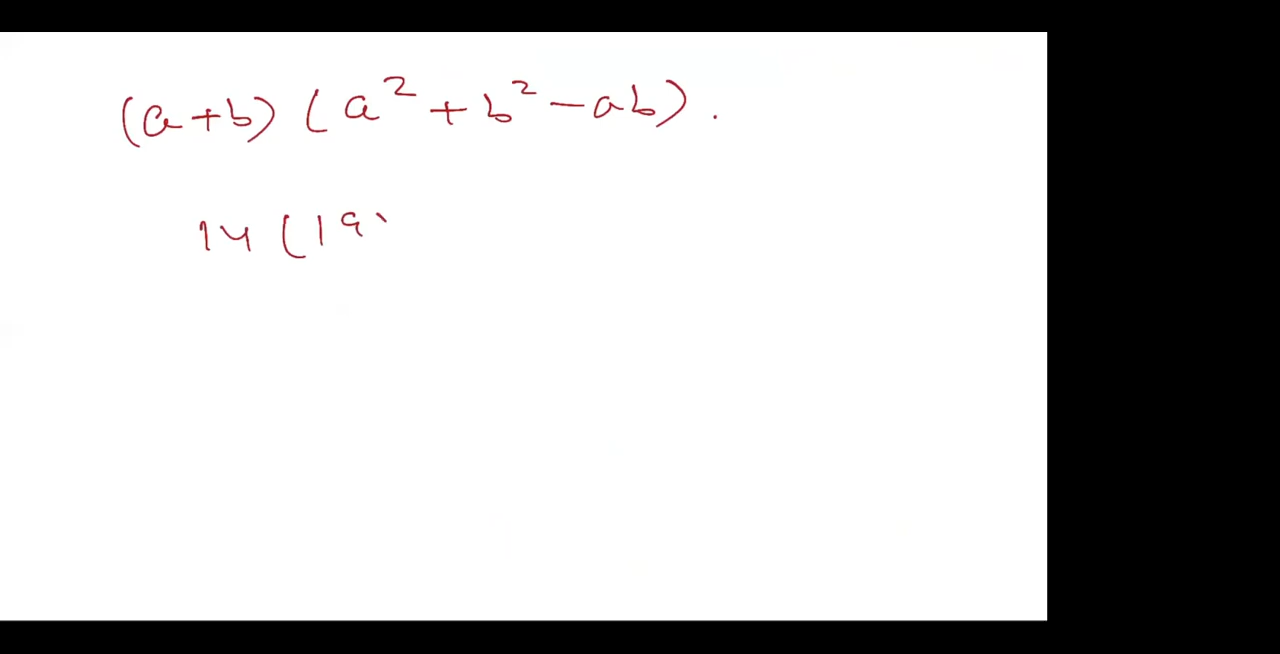 (a+b) (a² + b² - ab).
14 (19